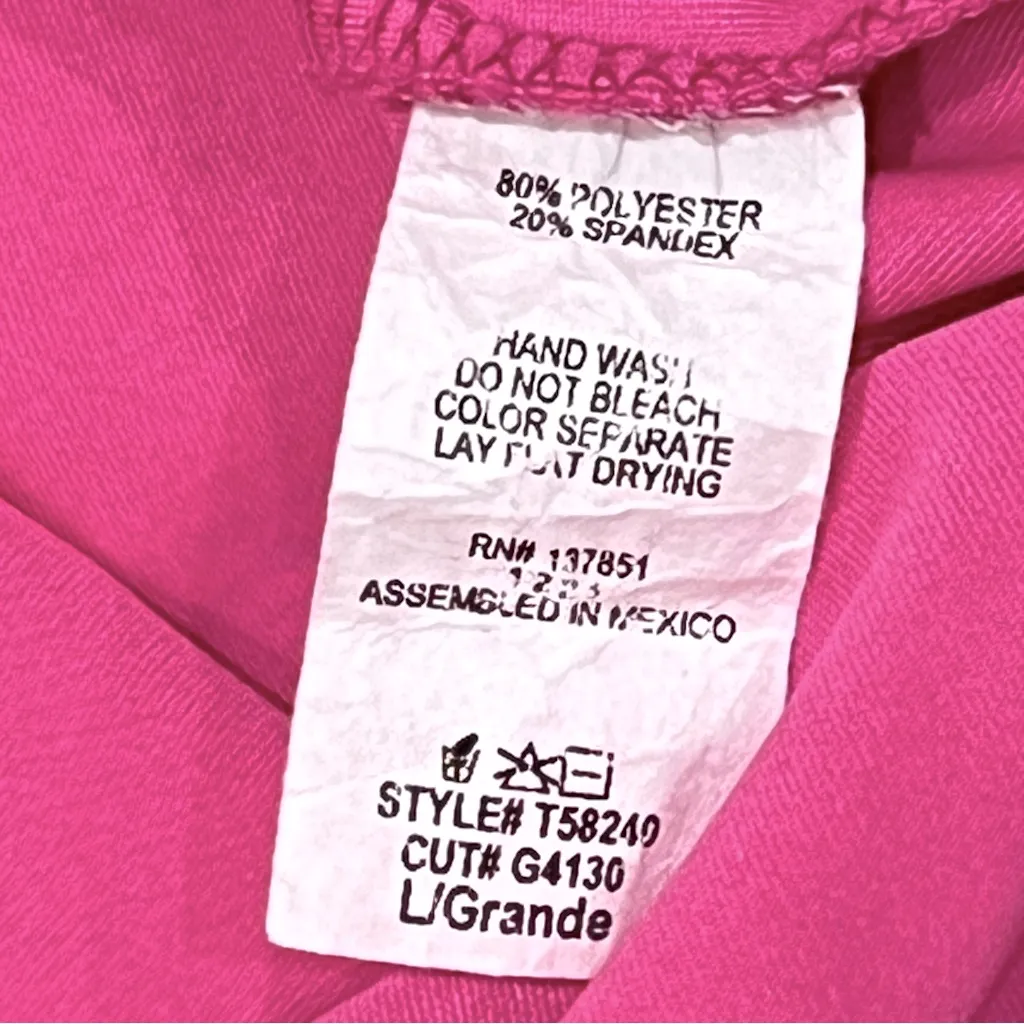 80% POLYESTER
20% SPANDEX
HAND WASH
DO NOT BLEACH
COLOR SEPARATE
LAY FLAT DRYING
RN# 137851
ASSEMBLED IN MEXICO
STYLE# T58240
CUT# G4130
L/Grande